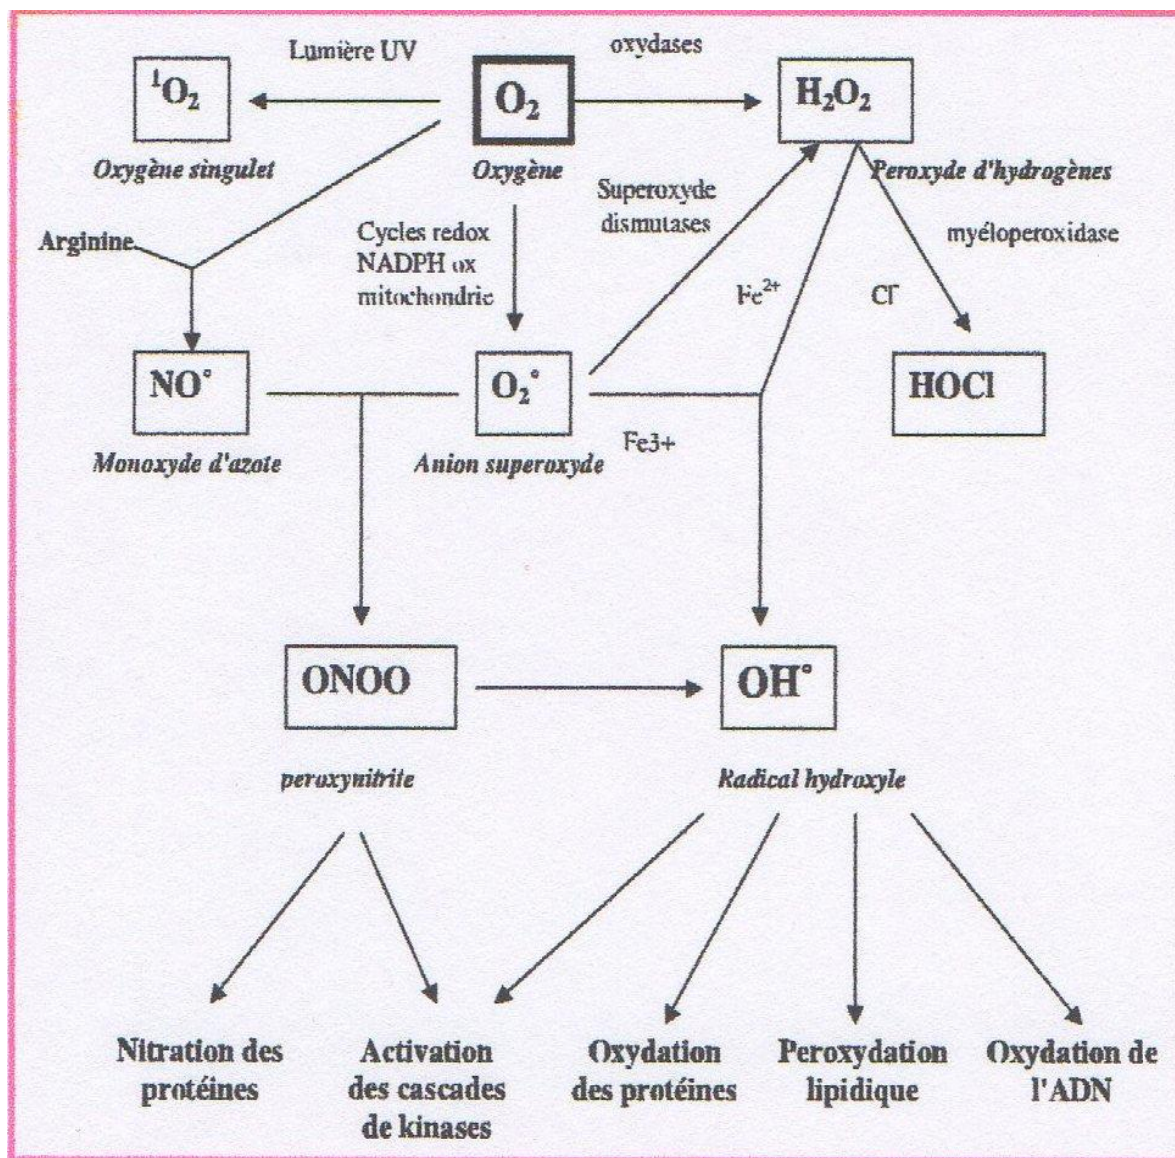 Lumière UV
oxydases
¹O₂
O₂
H₂O₂
Oxygène singulet
Oxygène
Peroxyde d'hydrogènes
Arginine
Cycles redox
NADPH ox
mitochondrie
Superoxyde
dismutases
myéloperoxidase
Fe²⁺
Cl⁻
NO°
O₂°
HOCl
Monoxyde d'azote
Anion superoxyde
Fe3+
ONOO
OH°
peroxynitrite
Radical hydroxyle
Nitration des
protéines
Activation
des cascades
de kinases
Oxydation
des protéines
Peroxydation
lipidique
Oxydation de
l'ADN